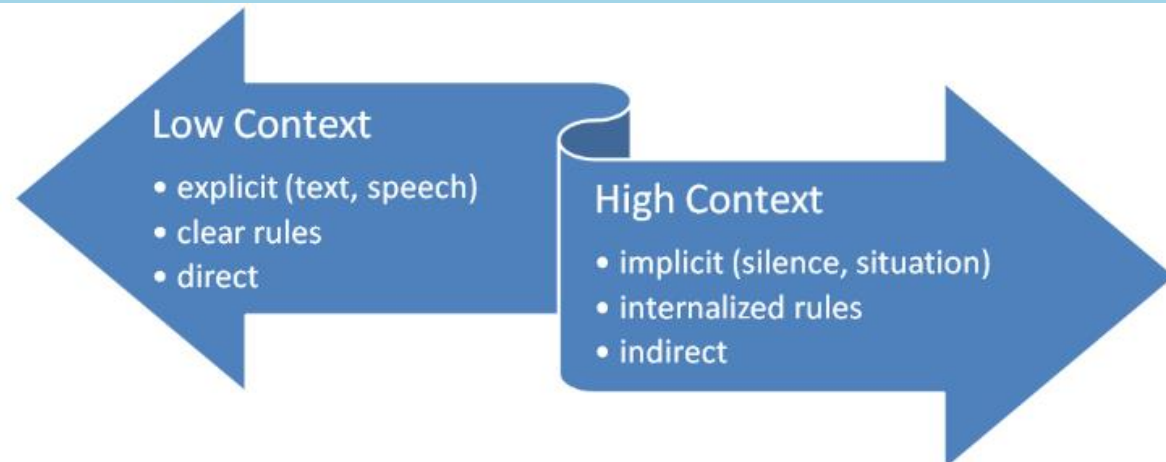 Low Context
• explicit (text, speech)
• clear rules
• direct
High Context
• implicit (silence, situation)
• internalized rules
• indirect